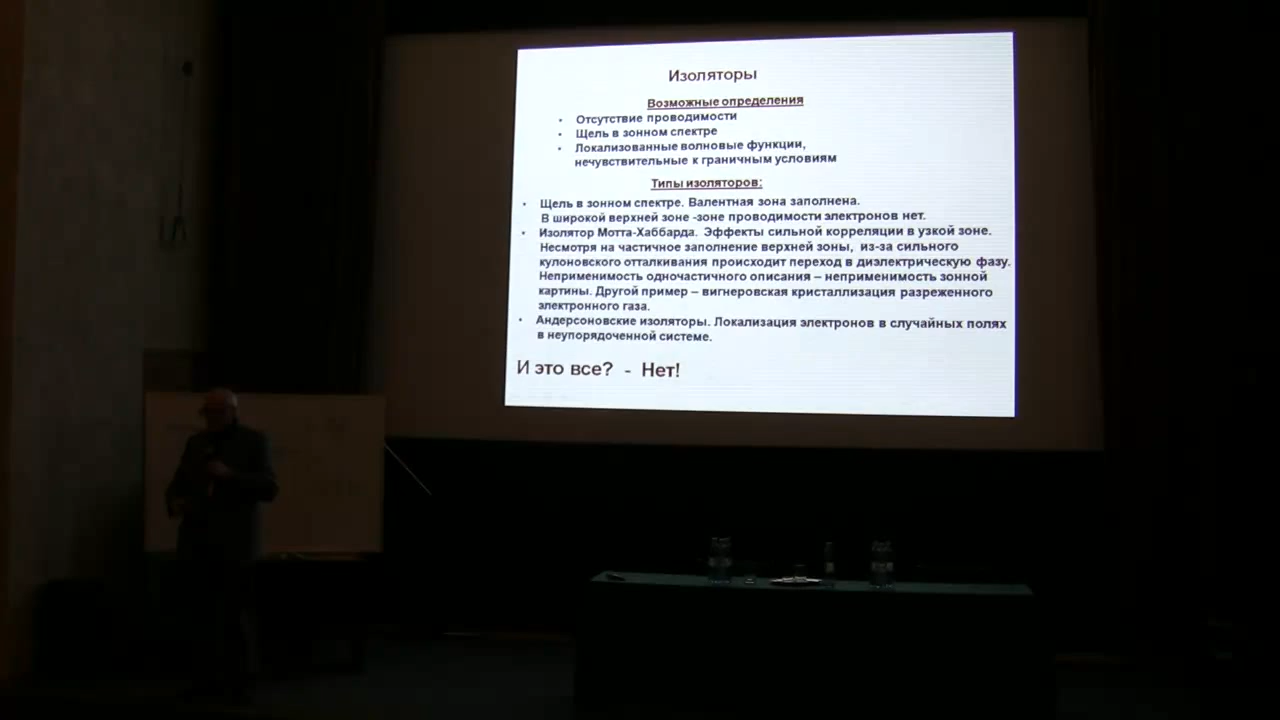 Изоляторы
Возможные определения
• Отсутствие проводимости
• Щель в зонном спектре
• Локализованные волновые функции,
нечувствительные к граничным условиям
Типы изоляторов:
• Щель в зонном спектре. Валентная зона заполнена.
В широкой верхней зоне -зоне проводимости электронов нет.
• Изолятор Мотта-Хаббарда. Эффекты сильной корреляции в узкой зоне.
Несмотря на частичное заполнение верхней зоны, из-за сильного
кулоновского отталкивания происходит переход в диэлектрическую фазу.
Неприменимость одночастичного описания – неприменимость зонной
картины. Другой пример – вигнеровская кристаллизация разреженного
электронного газа.
• Андерсоновские изоляторы. Локализация электронов в случайных полях
в неупорядоченной системе.
И это все? - Нет!